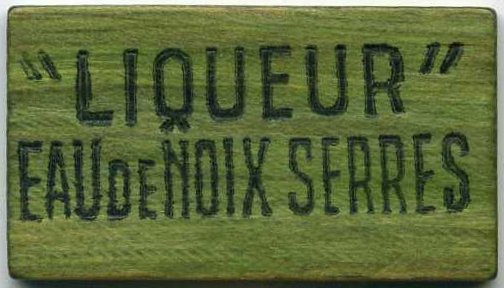 "LIQUEUR"
EAU DE NOIX SERRES